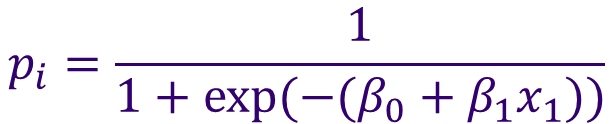 pᵢ = 1 / (1 + exp(−(β₀ + β₁x₁)))